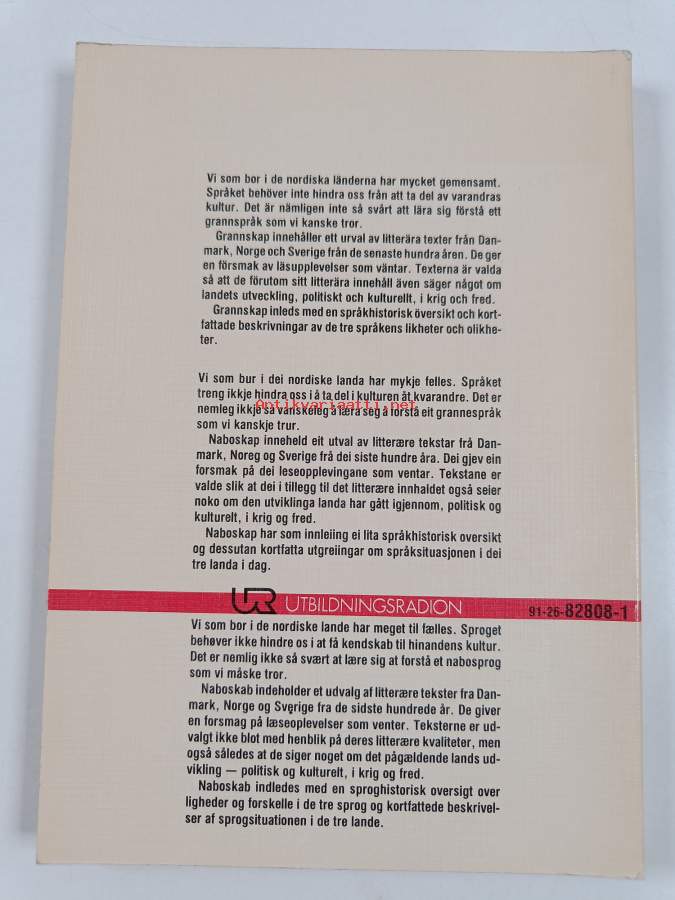 Vi som bor i de nordiska länderna har mycket gemensamt.
Språket behöver inte hindra oss från att ta del av varandras
kultur. Det är nämligen inte så svårt att lära sig förstå ett
grannspråk som vi kanske tror.
Grannskap innehåller ett urval av litterära texter från Dan-
mark, Norge och Sverige från de senaste hundra åren. De ger
en försmak av läsupplevelser som väntar. Texterna är valda
så att de förutom sitt litterära innehåll även säger något om
landets utveckling, politiskt och kulturellt, i krig och fred.
Grannskap inleds med en språkhistorisk översikt och kort-
fattade beskrivningar av de tre språkens likheter och olikhe-
ter.
Vi som bur i dei nordiske landa har mykje felles. Språket
treng ikkje hindra oss i å ta del i kulturen åt kvarandre. Det er
nemleg ikkje så vanskeleg å læra seg å forstå eit grannespråk
Antikvariaatti.net
som vi kanskje trur.
Naboskap inneheld eit utval av litterære tekstar frå Dan-
mark, Noreg og Sverige frå dei siste hundre åra. Dei gjev ein
forsmak på dei leseopplevingane som ventar. Tekstane er
valde slik at dei i tillegg til det litterære innhaldet også seier
noko om den utviklinga landa har gått igjennom, politisk og
kulturelt, i krig og fred.
Naboskap har som innleiing ei lita språkhistorisk oversikt
og dessutan kortfatta utgreiingar om språksituasjonen i dei
tre landa i dag.
UR UTBILDNINGSRADION 91-26-82808-1
Vi som bor i de nordiske lande har meget til fælles. Sproget
behøver ikke hindre os i at få kendskab til hinandens kultur.
Det er nemlig ikke så svært at lære sig at forstå et nabosprog
som vi måske tror.
Naboskab indeholder et udvalg af litterære tekster fra Dan-
mark, Norge og Sverige fra de sidste hundrede år. De giver
en forsmag på læseoplevelser som venter. Teksterne er ud-
valgt ikke blot med henblik på deres litterære kvaliteter, men
også således at de siger noget om det pågældende lands ud-
vikling — politisk og kulturelt, i krig og fred.
Naboskab indledes med en sproghistorisk oversigt over
ligheder og forskelle i de tre sprog og kortfattede beskrivel-
ser af sprogsituationen i de tre lande.